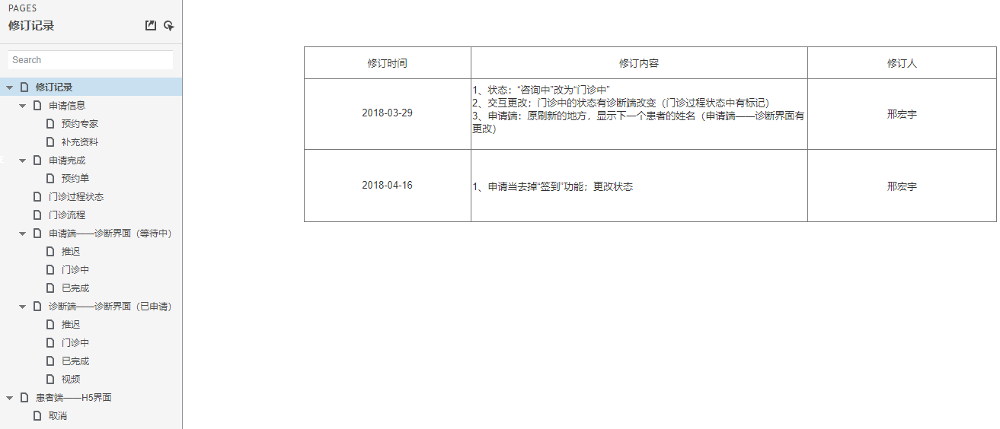 PAGES
修订记录
Search
修订记录
申请信息
预约专家
补充资料
申请完成
预约单
门诊过程状态
门诊流程
申请端——诊断界面（等待中）
推迟
门诊中
已完成
诊断端——诊断界面（已申请）
推迟
门诊中
已完成
视频
患者端——H5界面
取消
修订时间
修订内容
修订人
2018-03-29
1、状态：“咨询中”改为“门诊中”
2、交互更改；门诊中的状态有诊断端改变（门诊过程状态中有标记）
3、申请端：原刷新的地方，显示下一个患者的姓名（申请端——诊断界面有
更改）
邢宏宇
2018-04-16
1、申请当去掉“签到”功能；更改状态
邢宏宇